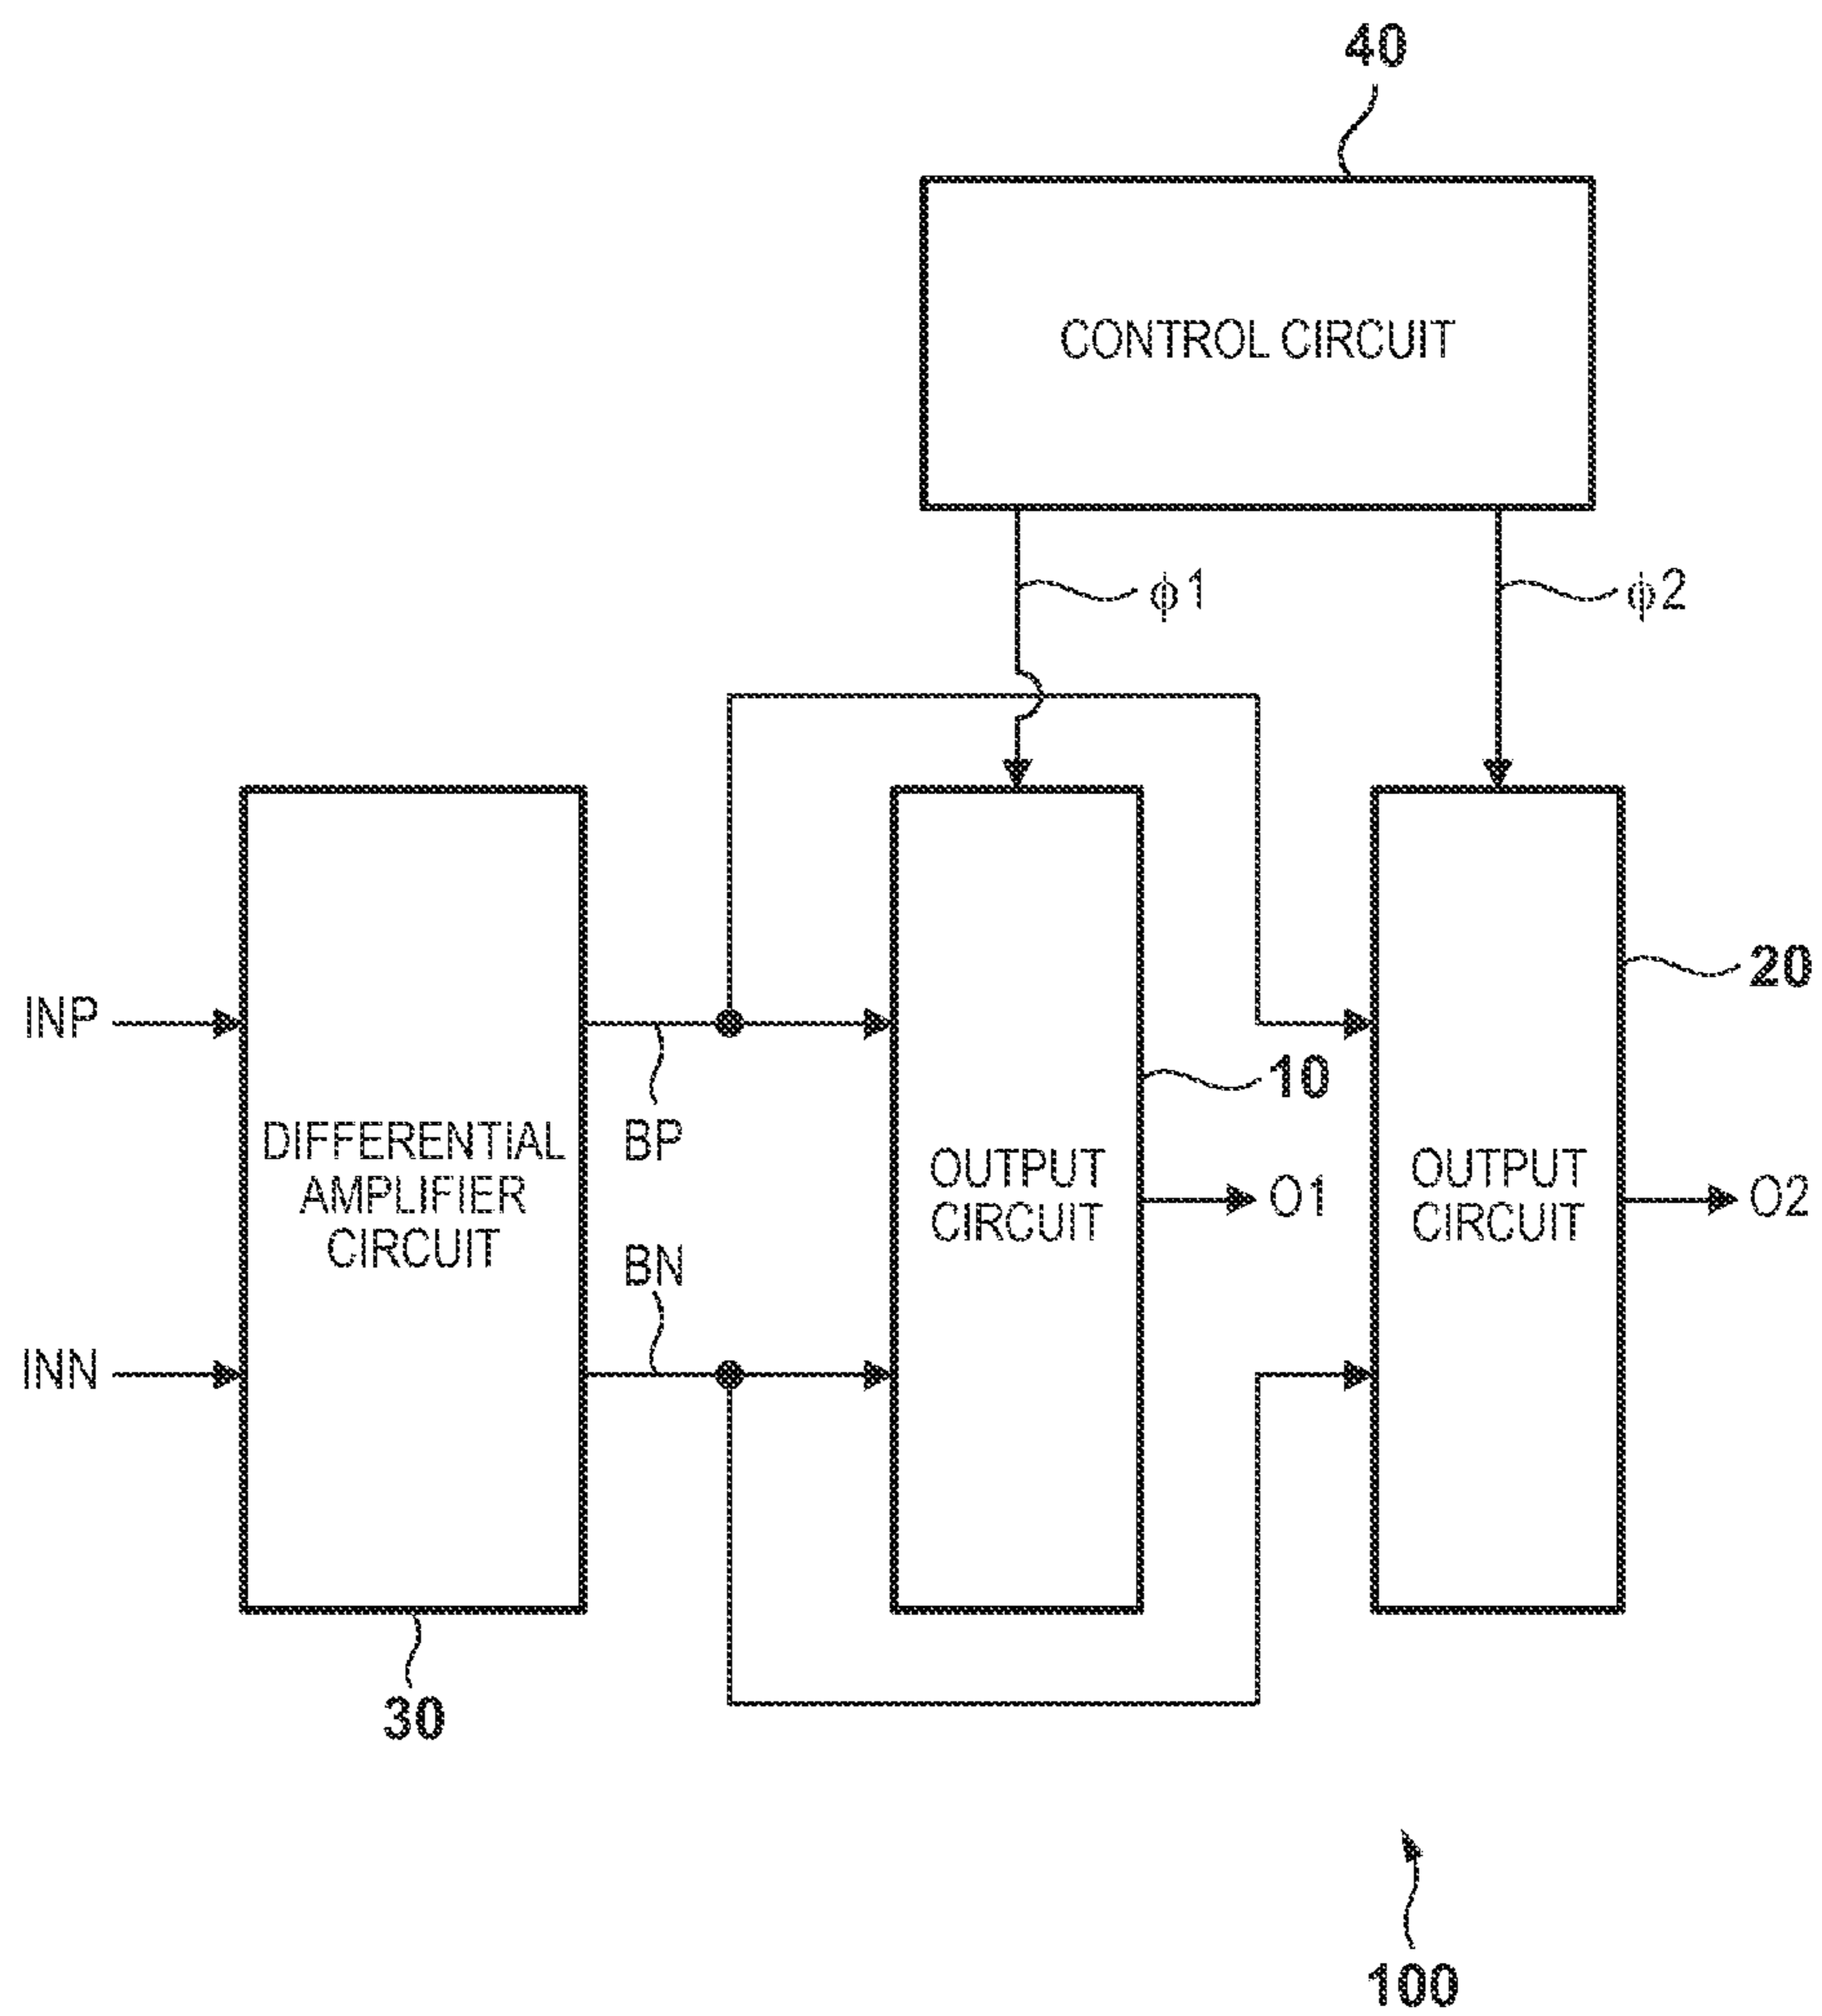 40
CONTROL CIRCUIT
ϕ1
ϕ2
20
INP
10
BP
DIFFERENTIAL
AMPLIFIER
CIRCUIT
OUTPUT
CIRCUIT
O1
OUTPUT
CIRCUIT
O2
BN
INN
30
100